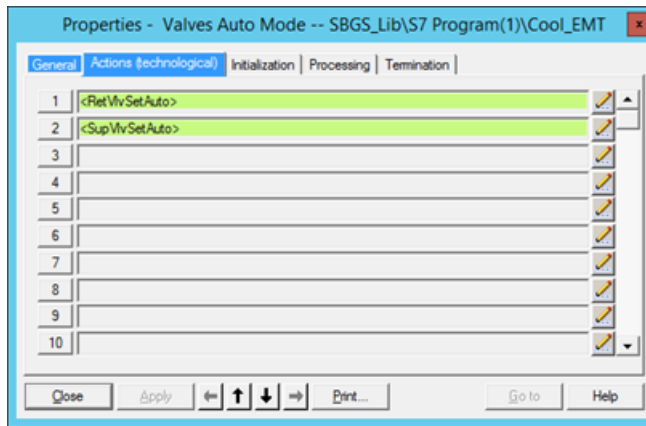 Properties - Valves Auto Mode -- SBGS_Lib\S7 Program(1)\Cool_EMT
x
General Actions (technological) Initialization Processing Termination
1 <RetVlvSetAuto>
2 <SupVlvSetAuto>
3
4
5
6
7
8
9
10
Close Apply Print... Go to Help